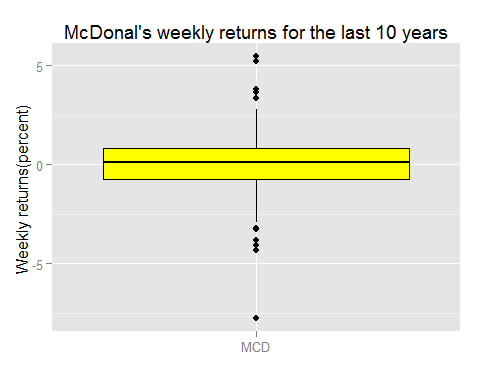 McDonal's weekly returns for the last 10 years
Weekly returns(percent)
5
0
-5
MCD